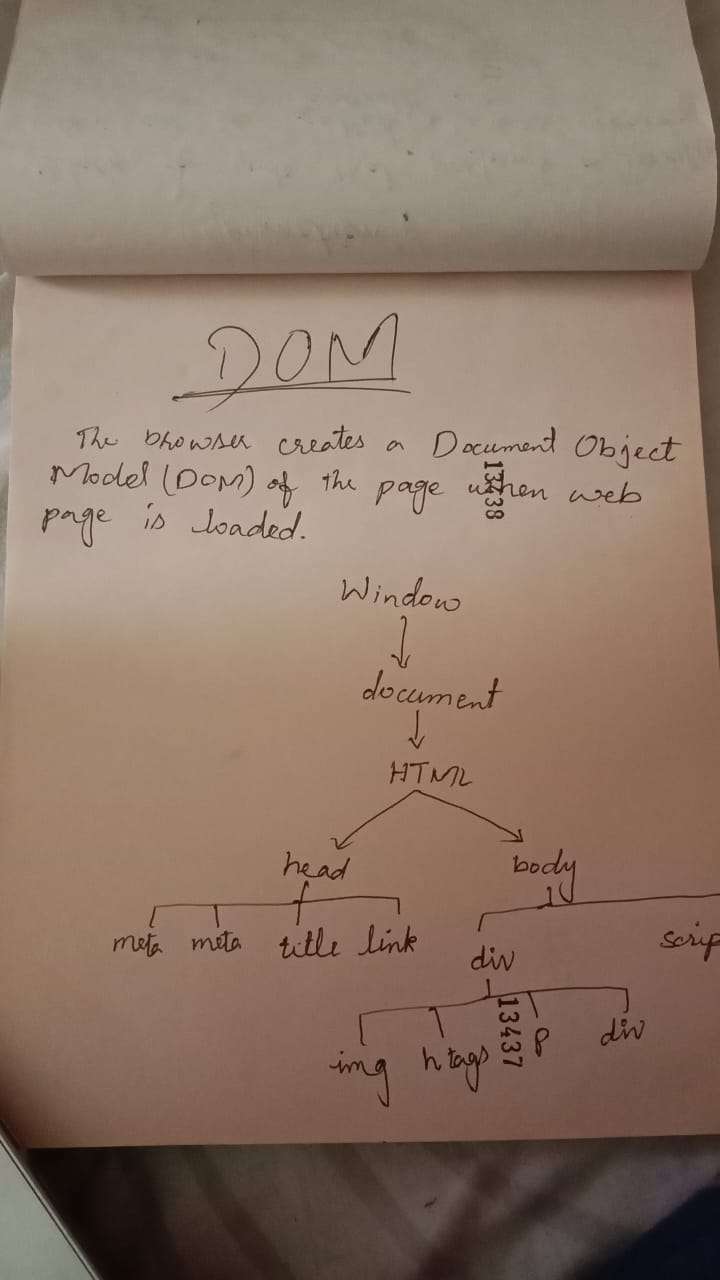 DOM
The browser creates a Document Object
Model (DOM) of the page when web
page is loaded.
13438
Window
document
HTML
head body
meta meta title link
div scrip
img h tags p div
13437